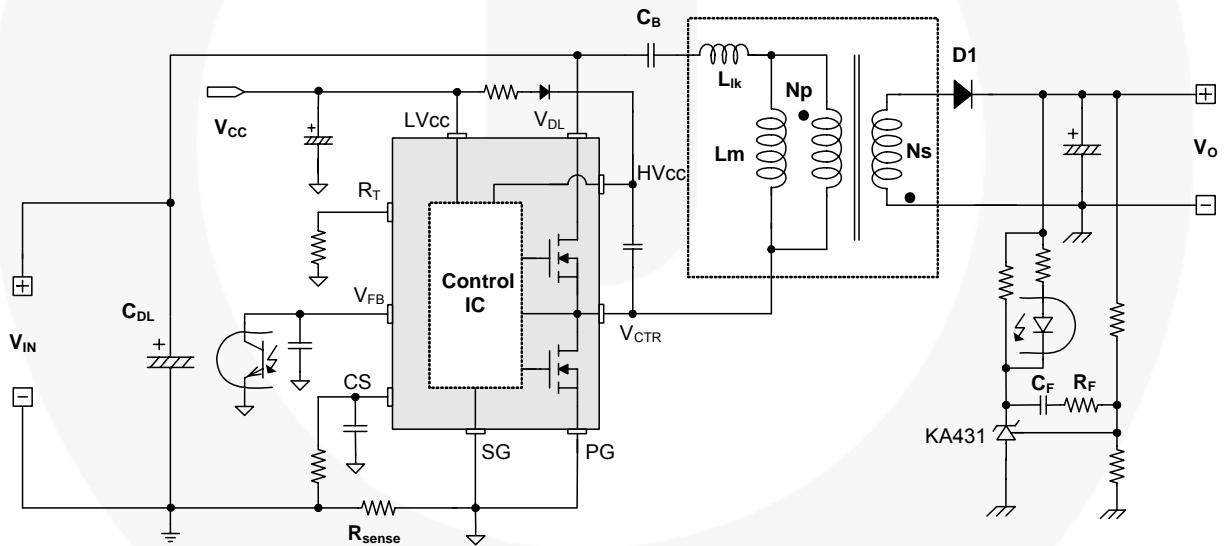 C_B
D1
L_lk
Np
Lm
Ns
V_CC
LVcc
V_DL
HVcc
+
+
V_O
R_T
+
−
+
Control
IC
V_FB
V_CTR
C_DL
+
V_IN
−
CS
C_F
R_F
KA431
SG
PG
R_sense